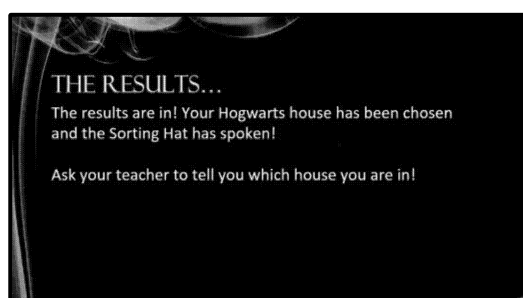 THE RESULTS...
The results are in! Your Hogwarts house has been chosen
and the Sorting Hat has spoken!
Ask your teacher to tell you which house you are in!